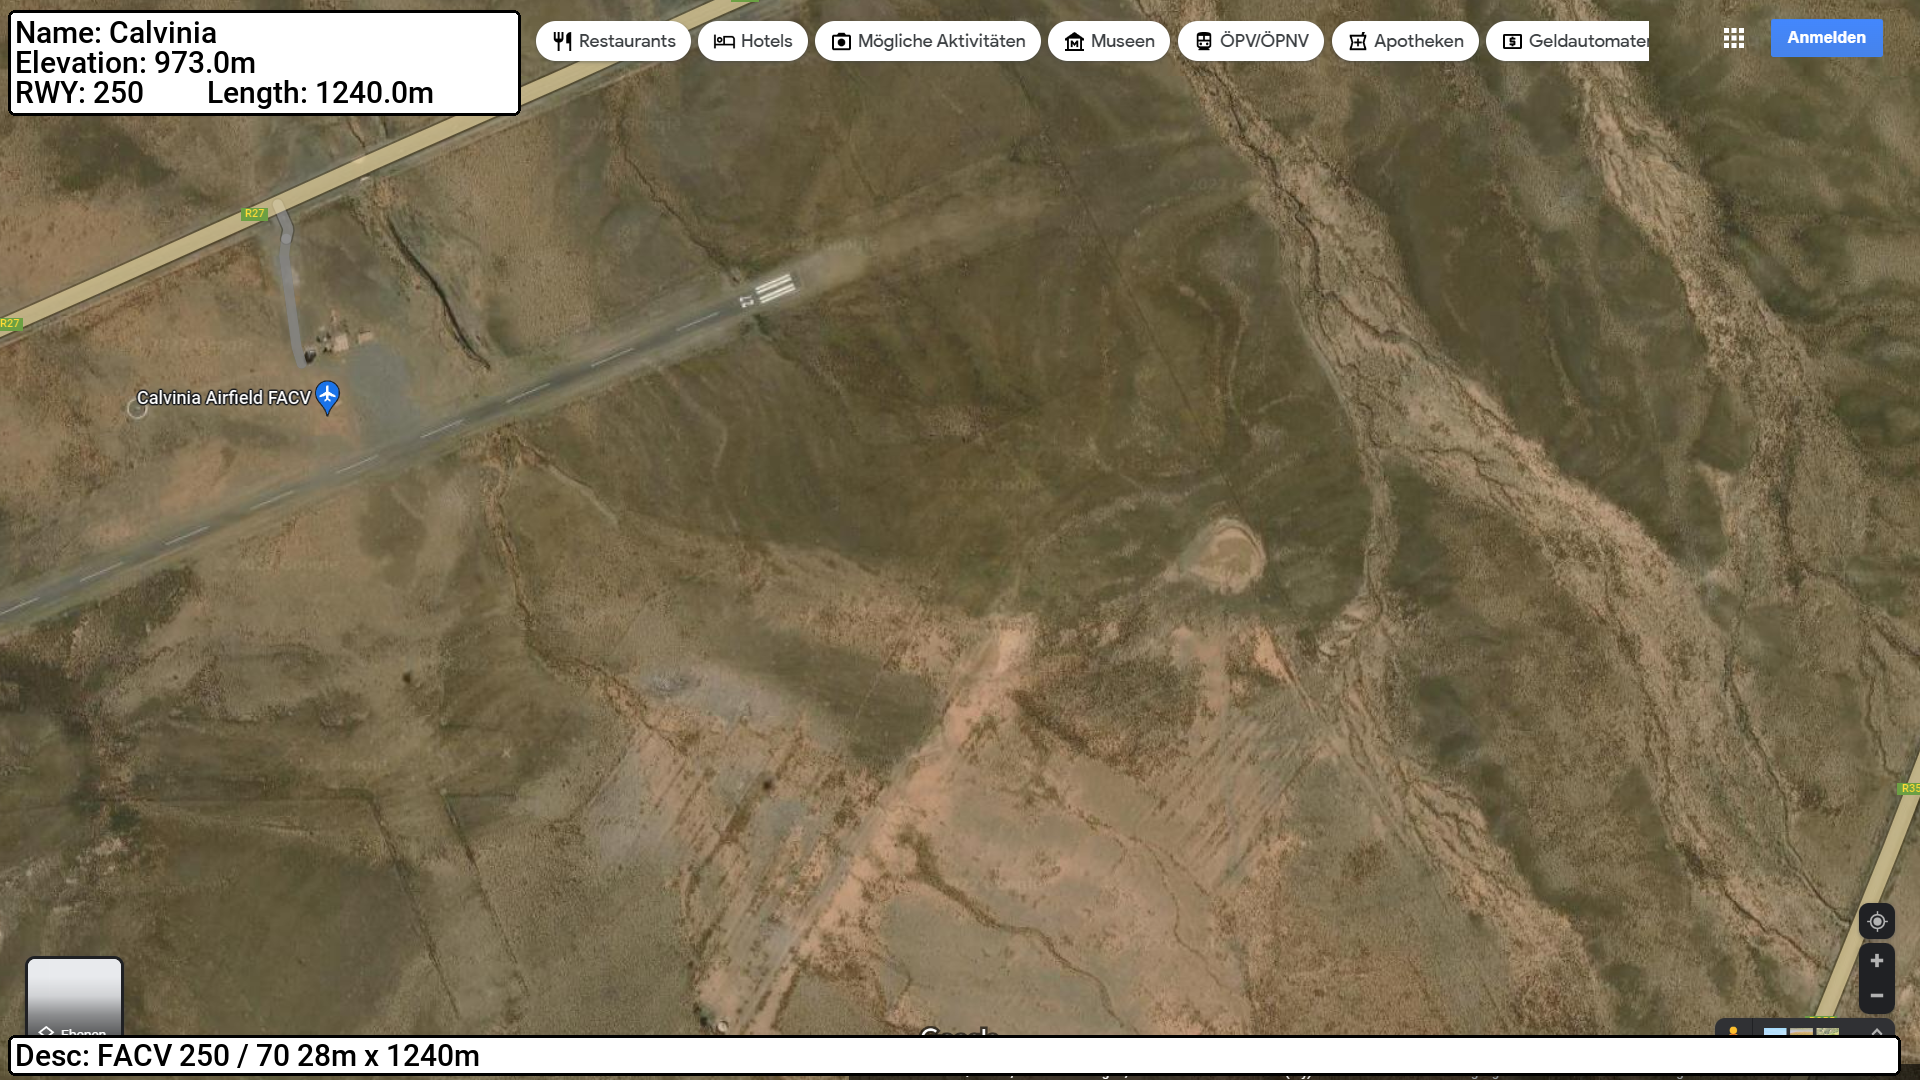 Name: Calvinia
Elevation: 973.0m
RWY: 250 Length: 1240.0m
Restaurants
Hotels
Mögliche Aktivitäten
Museen
ÖPV/ÖPNV
Apotheken
Geldautomaten
Anmelden
R27
R27
Calvinia Airfield FACV
R35
Ebenen
Google
Desc: FACV 250 / 70 28m x 1240m